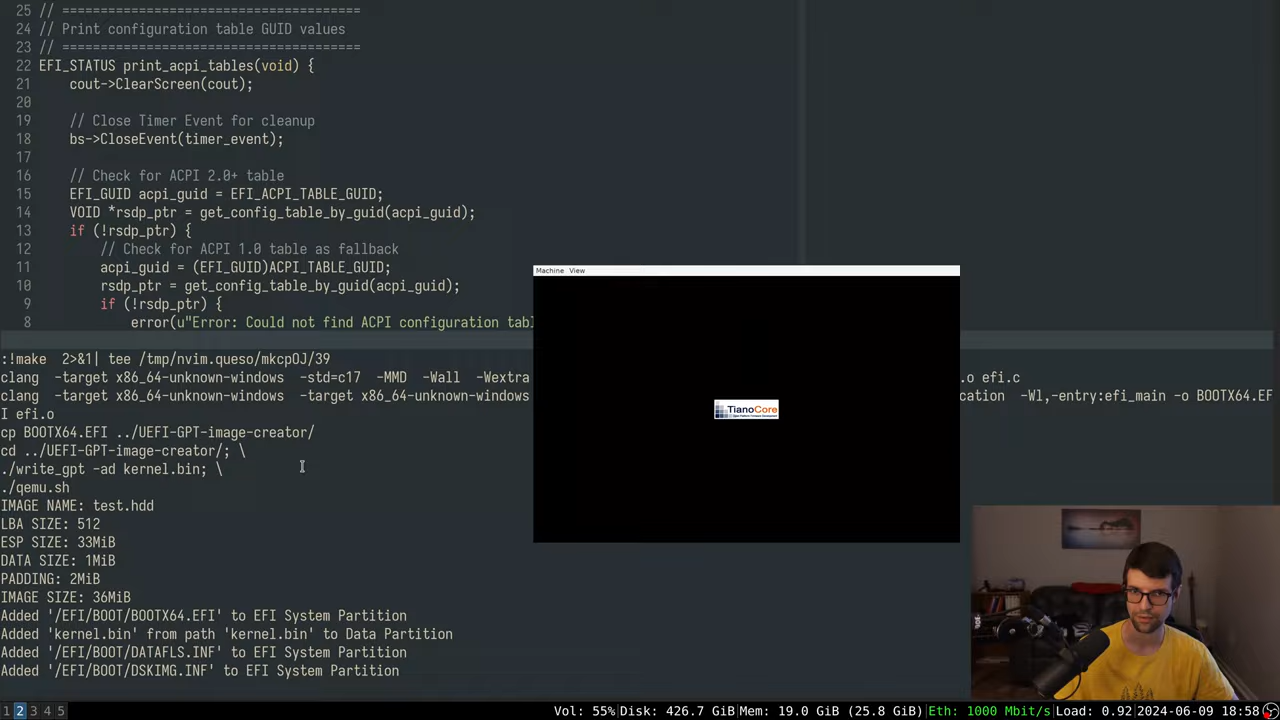 25 // =======================================
24 // Print configuration table GUID values
23 // =======================================
22 EFI_STATUS print_acpi_tables(void) {
21     cout->ClearScreen(cout);
20
19     // Close Timer Event for cleanup
18     bs->CloseEvent(timer_event);
17
16     // Check for ACPI 2.0+ table
15     EFI_GUID acpi_guid = EFI_ACPI_TABLE_GUID;
14     VOID *rsdp_ptr = get_config_table_by_guid(acpi_guid);
13     if (!rsdp_ptr) {
12         // Check for ACPI 1.0 table as fallback
11         acpi_guid = (EFI_GUID)ACPI_TABLE_GUID;
10         rsdp_ptr = get_config_table_by_guid(acpi_guid);
9         if (!rsdp_ptr) {
8             error(u"Error: Could not find ACPI configuration tabl
Machine View
TianoCore
:!make  2>&1| tee /tmp/nvim.queso/mkcpOJ/39
clang  -target x86_64-unknown-windows  -std=c17  -MMD  -Wall  -Wextra .o efi.c
clang  -target x86_64-unknown-windows  -target x86_64-unknown-windows cation  -Wl,-entry:efi_main -o BOOTX64.EF
I efi.o
cp BOOTX64.EFI ../UEFI-GPT-image-creator/
cd ../UEFI-GPT-image-creator/; \
./write_gpt -ad kernel.bin; \
./qemu.sh
IMAGE NAME: test.hdd
LBA SIZE: 512
ESP SIZE: 33MiB
DATA SIZE: 1MiB
PADDING: 2MiB
IMAGE SIZE: 36MiB
Added '/EFI/BOOT/BOOTX64.EFI' to EFI System Partition
Added 'kernel.bin' from path 'kernel.bin' to Data Partition
Added '/EFI/BOOT/DATAFLS.INF' to EFI System Partition
Added '/EFI/BOOT/DSKIMG.INF' to EFI System Partition
1 2 3 4 5 Vol: 55%|Disk: 426.7 GiB|Mem: 19.0 GiB (25.8 GiB)|Eth: 1000 Mbit/s|Load: 0.92|2024-06-09 18:58